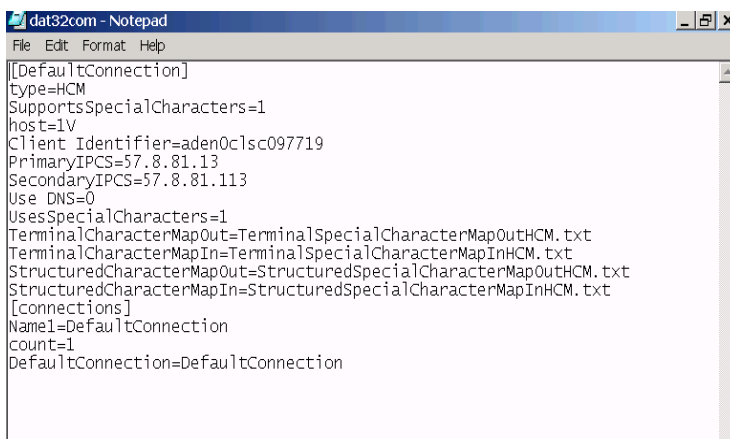 dat32com - Notepad
File Edit Format Help
[DefaultConnection]
type=HCM
SupportsSpecialCharacters=1
host=1V
Client Identifier=aden0clsc097719
PrimaryIPCS=57.8.81.13
SecondaryIPCS=57.8.81.113
Use DNS=0
UsesSpecialCharacters=1
TerminalCharacterMapOut=TerminalSpecialCharacterMapOutHCM.txt
TerminalCharacterMapIn=TerminalSpecialCharacterMapInHCM.txt
StructuredCharacterMapOut=StructuredSpecialCharacterMapOutHCM.txt
StructuredCharacterMapIn=StructuredSpecialCharacterMapInHCM.txt
[connections]
Name1=DefaultConnection
count=1
DefaultConnection=DefaultConnection